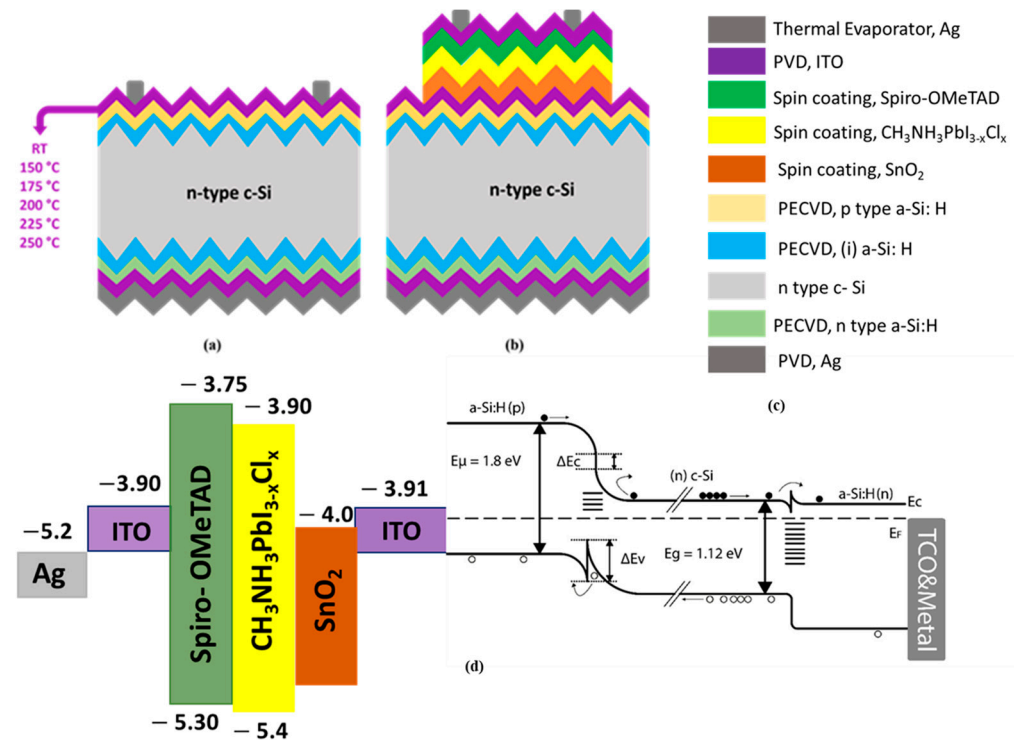 RT
150 °C
175 °C
200 °C
225 °C
250 °C
n-type c-Si
(a)
n-type c-Si
(b)
Thermal Evaporator, Ag
PVD, ITO
Spin coating, Spiro-OMeTAD
Spin coating, CH₃NH₃PbI₃₋ₓClₓ
Spin coating, SnO₂
PECVD, p type a-Si: H
PECVD, (i) a-Si: H
n type c- Si
PECVD, n type a-Si:H
PVD, Ag
(c)
– 5.2
Ag
–3.90
ITO
– 3.75
Spiro- OMeTAD
– 5.30
– 3.90
CH₃NH₃PbI₃₋ₓClₓ
– 5.4
– 4.0
SnO₂
–3.91
ITO
a-Si:H(p)
Eμ = 1.8 eV
ΔEc
(n) c-Si
a-Si:H(n)
Ec
EF
ΔEv
Eg = 1.12 eV
TCO&Metal
(d)